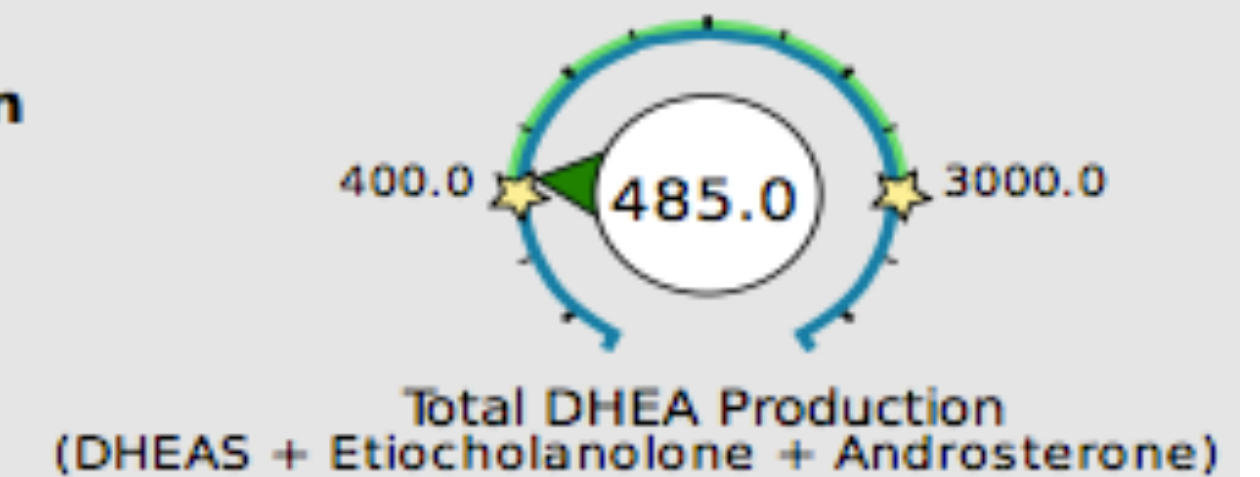 n
400.0
485.0
3000.0
Total DHEA Production
(DHEAS + Etiocholanolone + Androsterone)